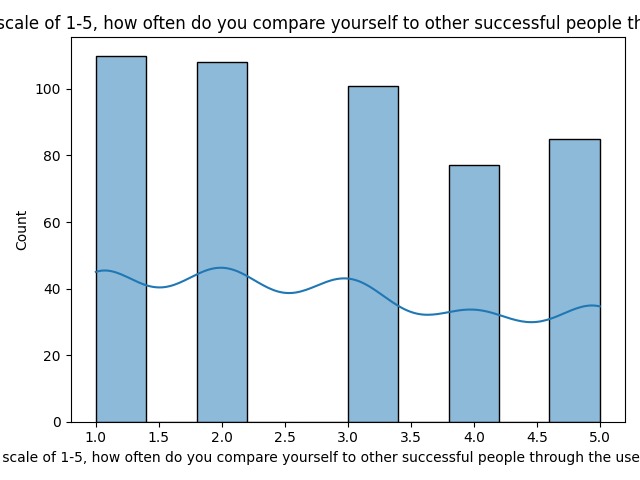 scale of 1-5, how often do you compare yourself to other successful people th
Count
100
80
60
40
20
0
1.0 1.5 2.0 2.5 3.0 3.5 4.0 4.5 5.0
scale of 1-5, how often do you compare yourself to other successful people through the use